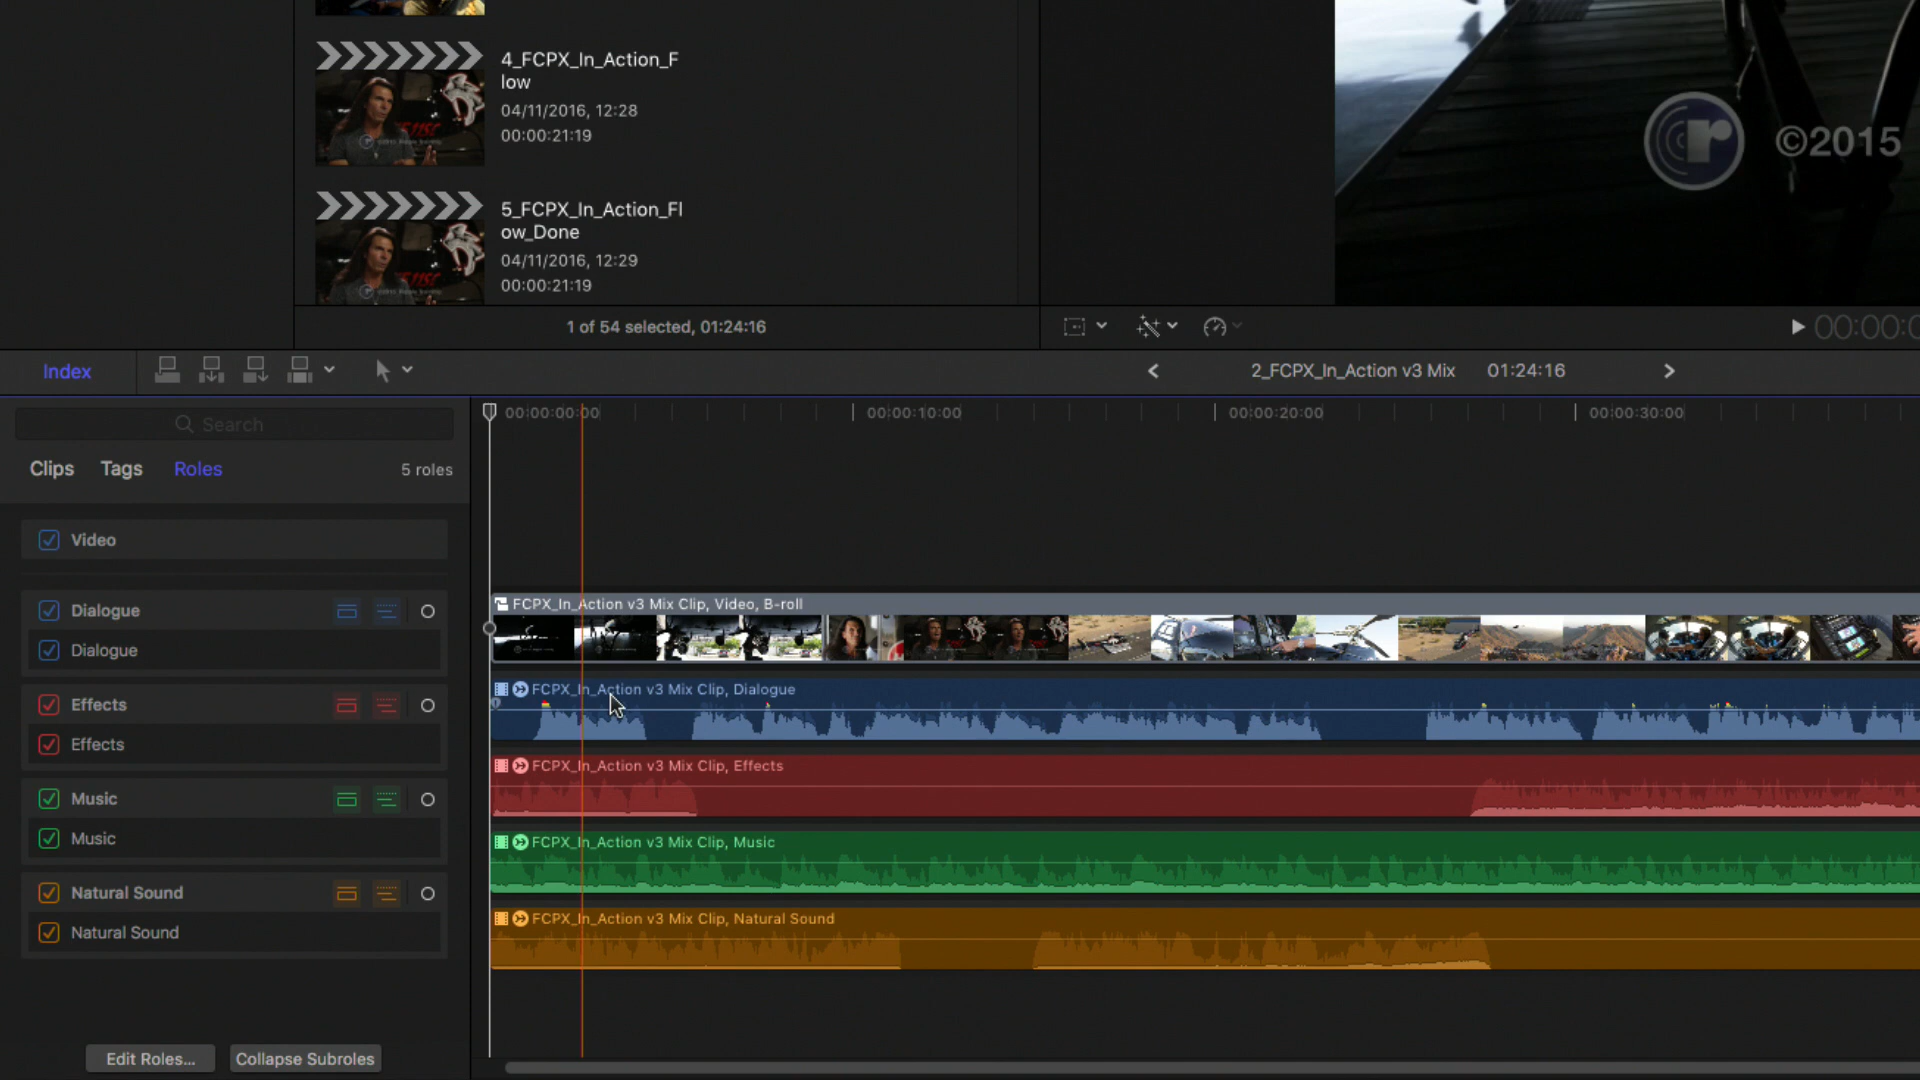 4_FCPX_In_Action_F
low
04/11/2016, 12:28
00:00:21:19
5_FCPX_In_Action_Fl
ow_Done
04/11/2016, 12:29
00:00:21:19
©2015
1 of 54 selected, 01:24:16
Index
2_FCPX_In_Action v3 Mix 01:24:16
Search
00:00:00:00 00:00:10:00 00:00:20:00 00:00:30:00
Clips Tags Roles 5 roles
Video
Dialogue
Dialogue
Effects
Effects
Music
Music
Natural Sound
Natural Sound
Edit Roles... Collapse Subroles
FCPX_In_Action v3 Mix Clip, Video, B-roll
FCPX_In_Action v3 Mix Clip, Dialogue
FCPX_In_Action v3 Mix Clip, Effects
FCPX_In_Action v3 Mix Clip, Music
FCPX_In_Action v3 Mix Clip, Natural Sound